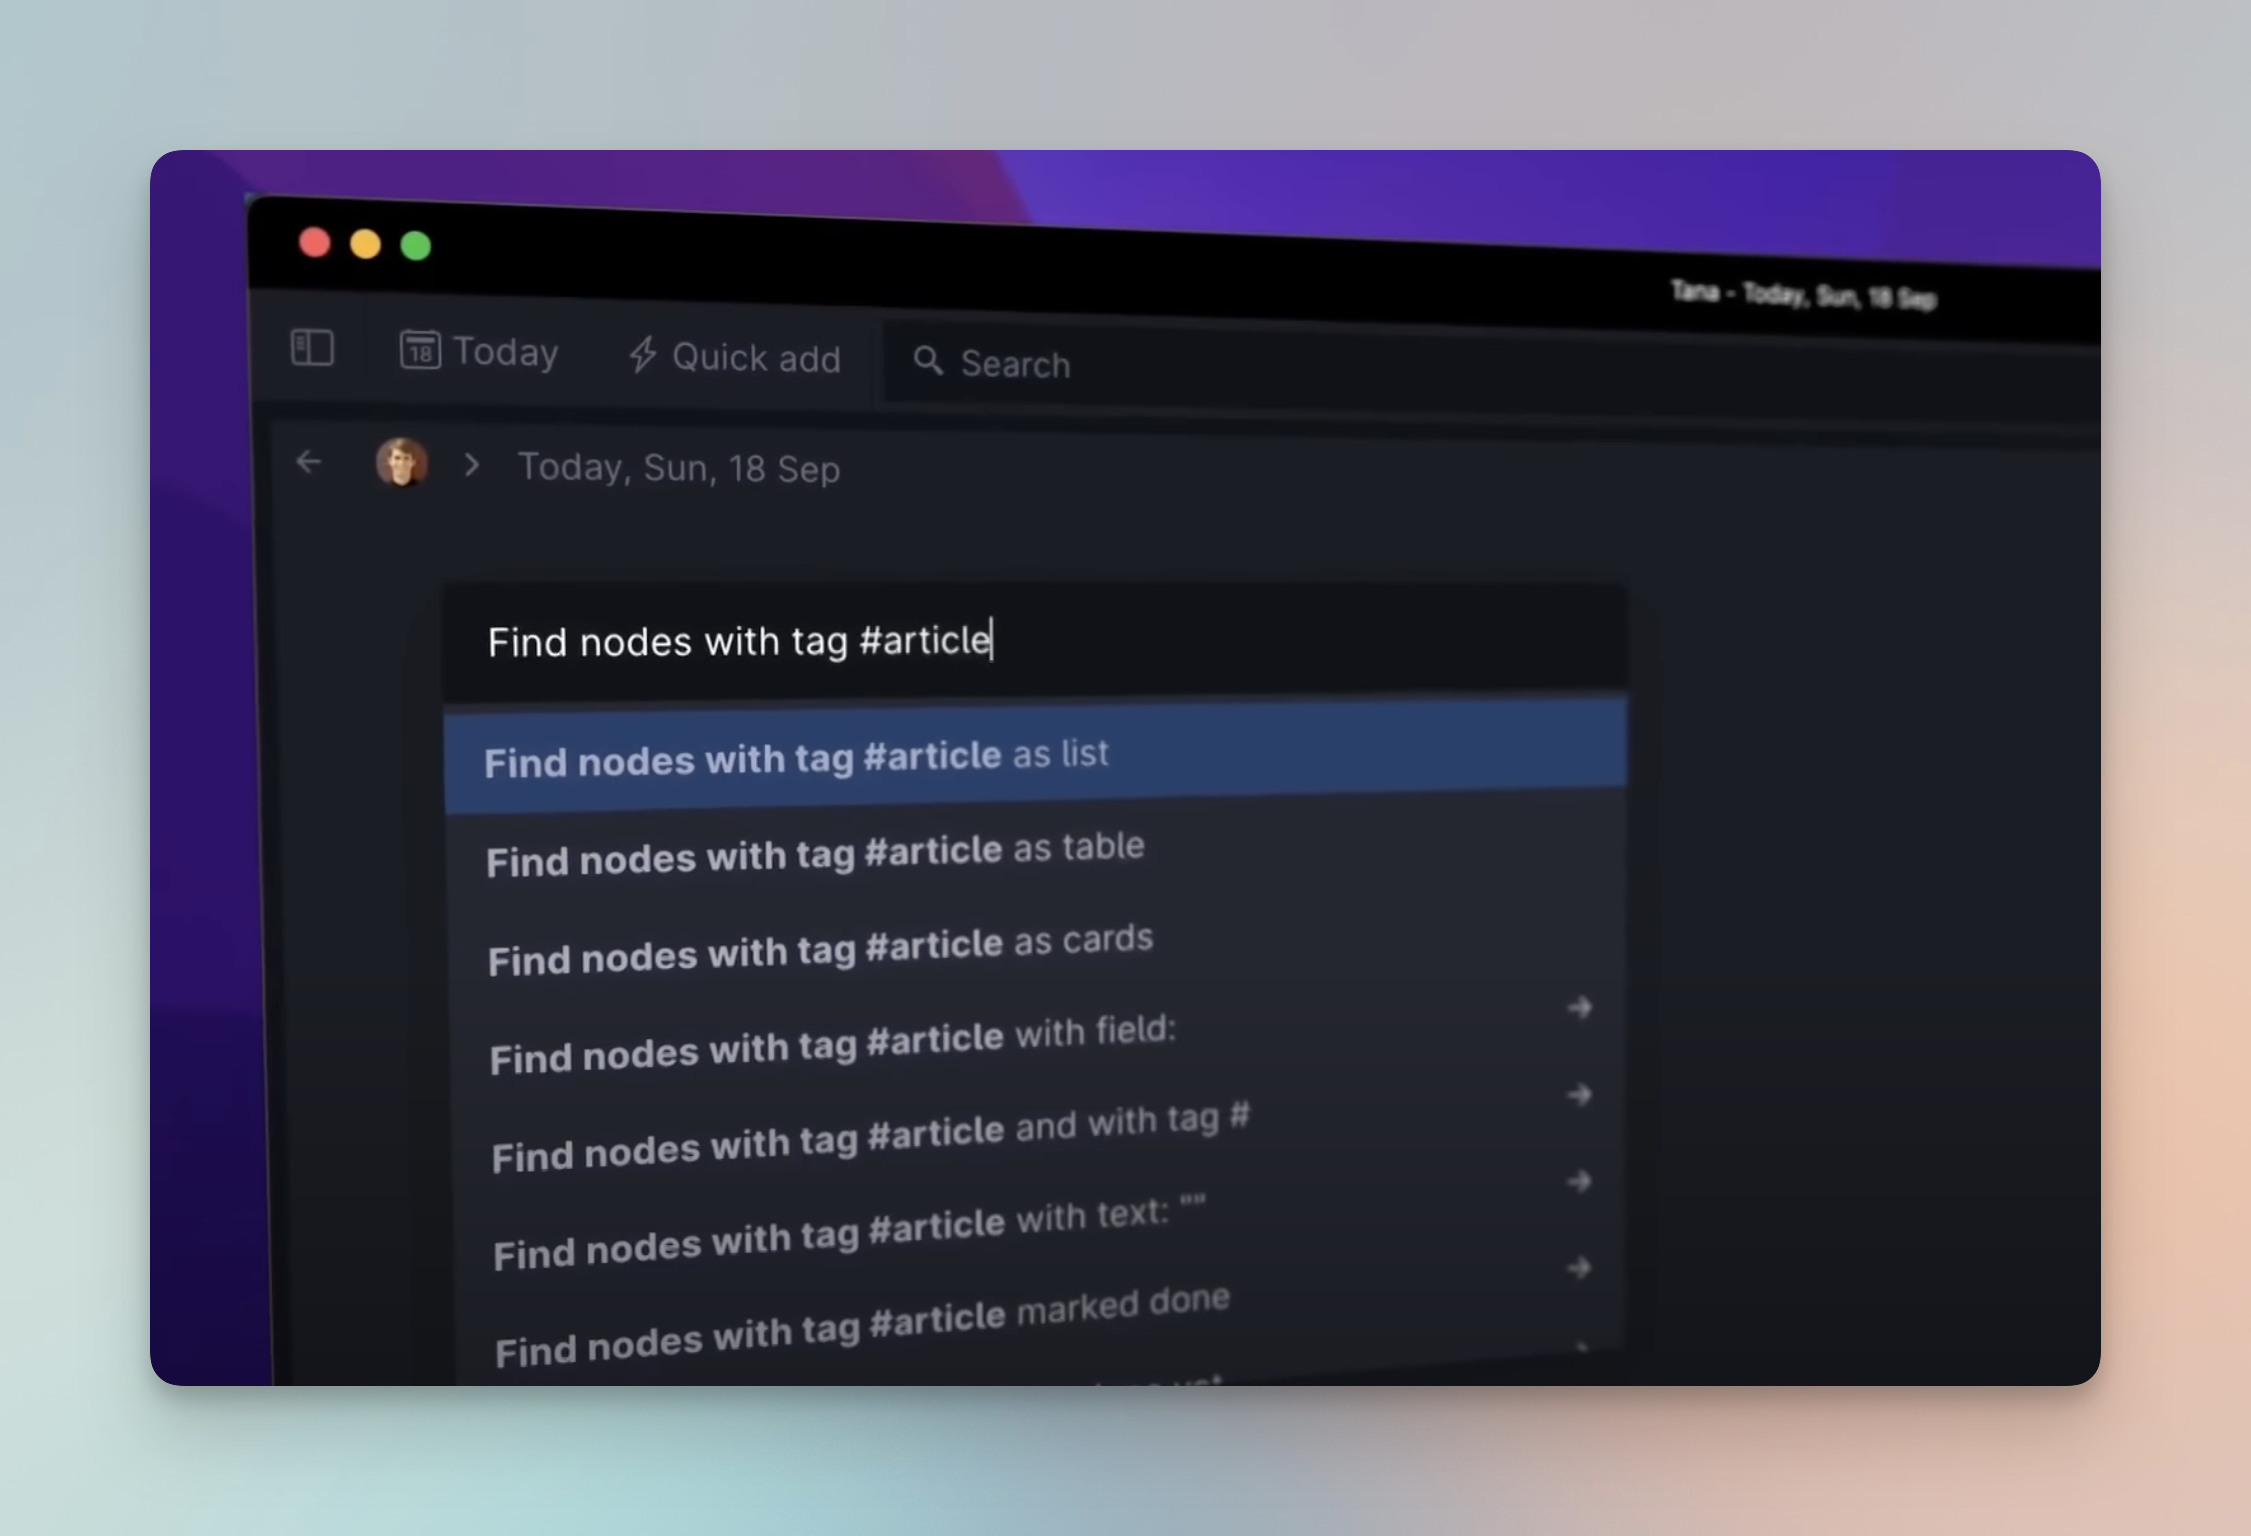 Tana - Today, Sun, 18 Sep
18 Today Quick add Search
Today, Sun, 18 Sep
Find nodes with tag #article
Find nodes with tag #article as list
Find nodes with tag #article as table
Find nodes with tag #article as cards
Find nodes with tag #article with field:
Find nodes with tag #article and with tag #
Find nodes with tag #article with text: ""
Find nodes with tag #article marked done